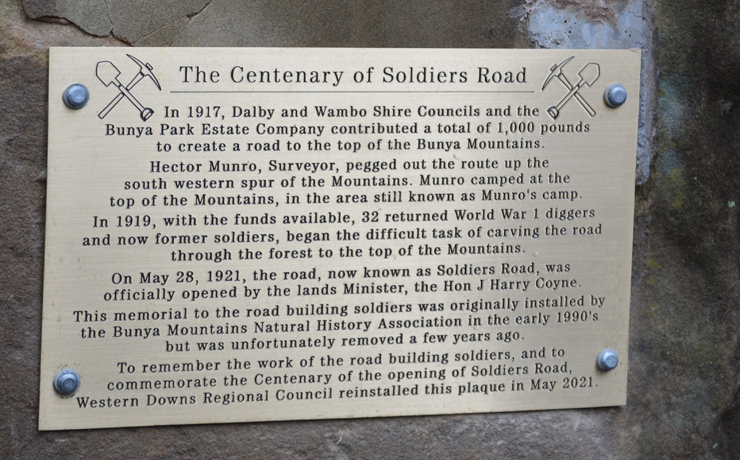 The Centenary of Soldiers Road
In 1917, Dalby and Wambo Shire Councils and the
Bunya Park Estate Company contributed a total of 1,000 pounds
to create a road to the top of the Bunya Mountains.
Hector Munro, Surveyor, pegged out the route up the
south western spur of the Mountains. Munro camped at the
top of the Mountains, in the area still known as Munro's camp.
In 1919, with the funds available, 32 returned World War 1 diggers
and now former soldiers, began the difficult task of carving the road
through the forest to the top of the Mountains.
On May 28, 1921, the road, now known as Soldiers Road, was
officially opened by the lands Minister, the Hon J Harry Coyne.
This memorial to the road building soldiers was originally installed by
the Bunya Mountains Natural History Association in the early 1990's
but was unfortunately removed a few years ago.
To remember the work of the road building soldiers, and to
commemorate the Centenary of the opening of Soldiers Road,
Western Downs Regional Council reinstalled this plaque in May 2021.